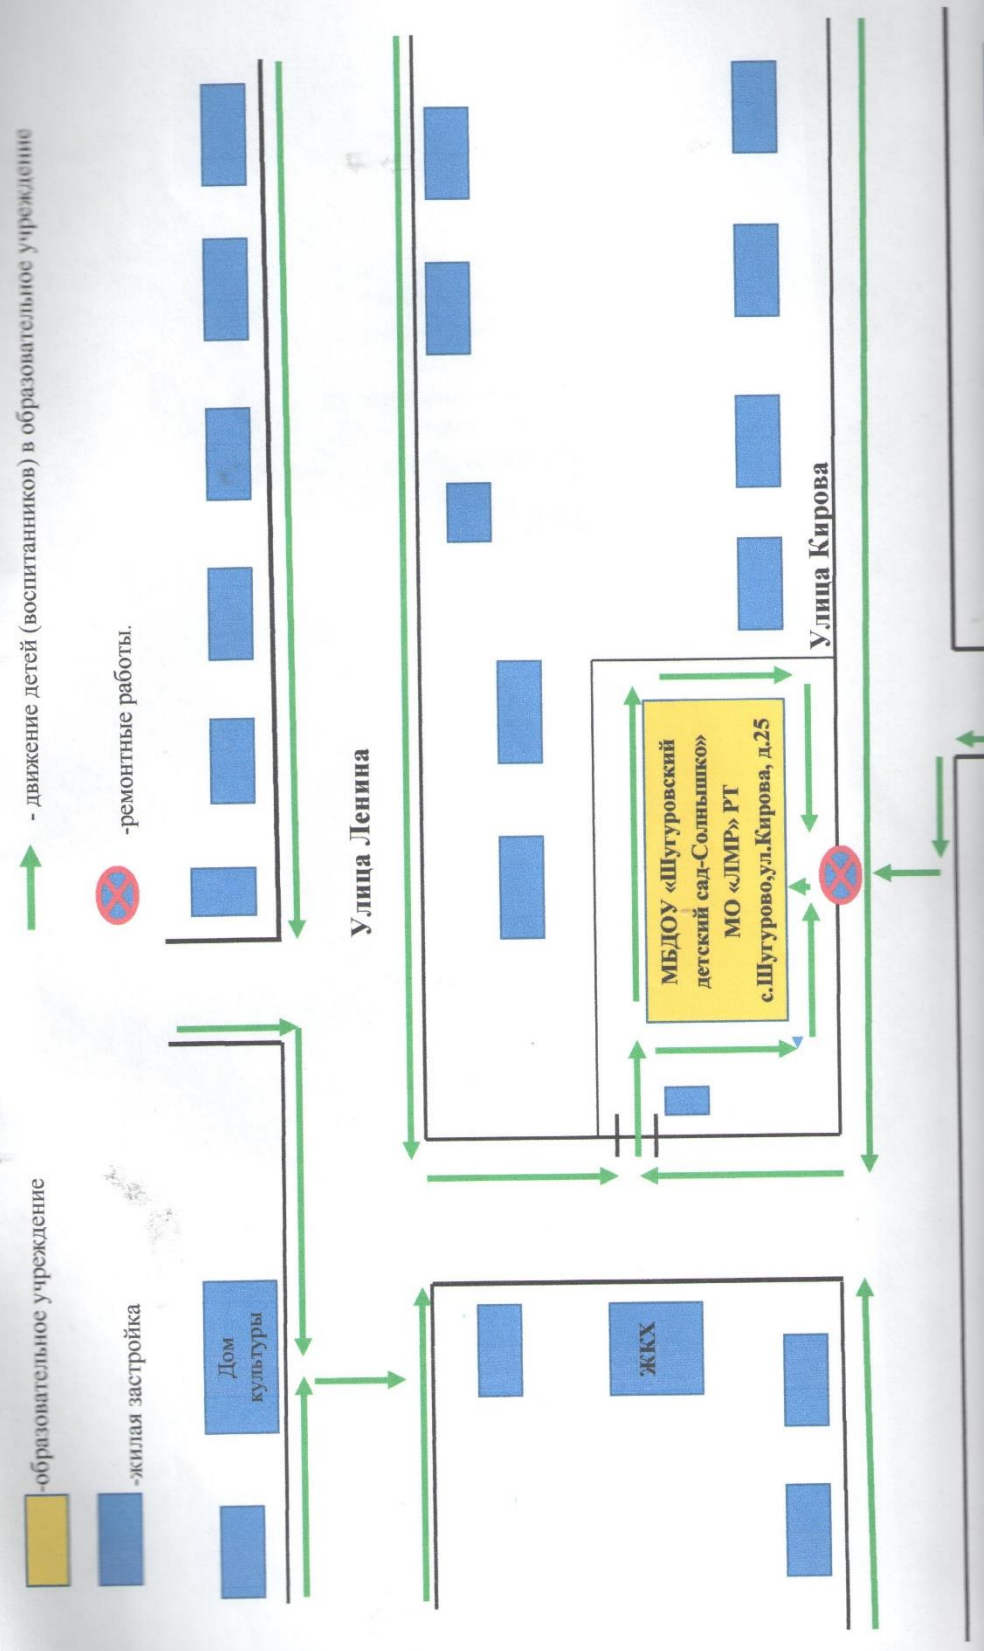 -образовательное учреждение
- движение детей (воспитанников) в образовательное учреждение
-жилая застройка
-ремонтные работы.
Дом
культуры
Улица Ленина
ЖКХ
МБДОУ «Шугуровский
детский сад-Солнышко»
МО «ЛМР» РТ
с.Шугурово,ул.Кирова, д.25
Улица Кирова